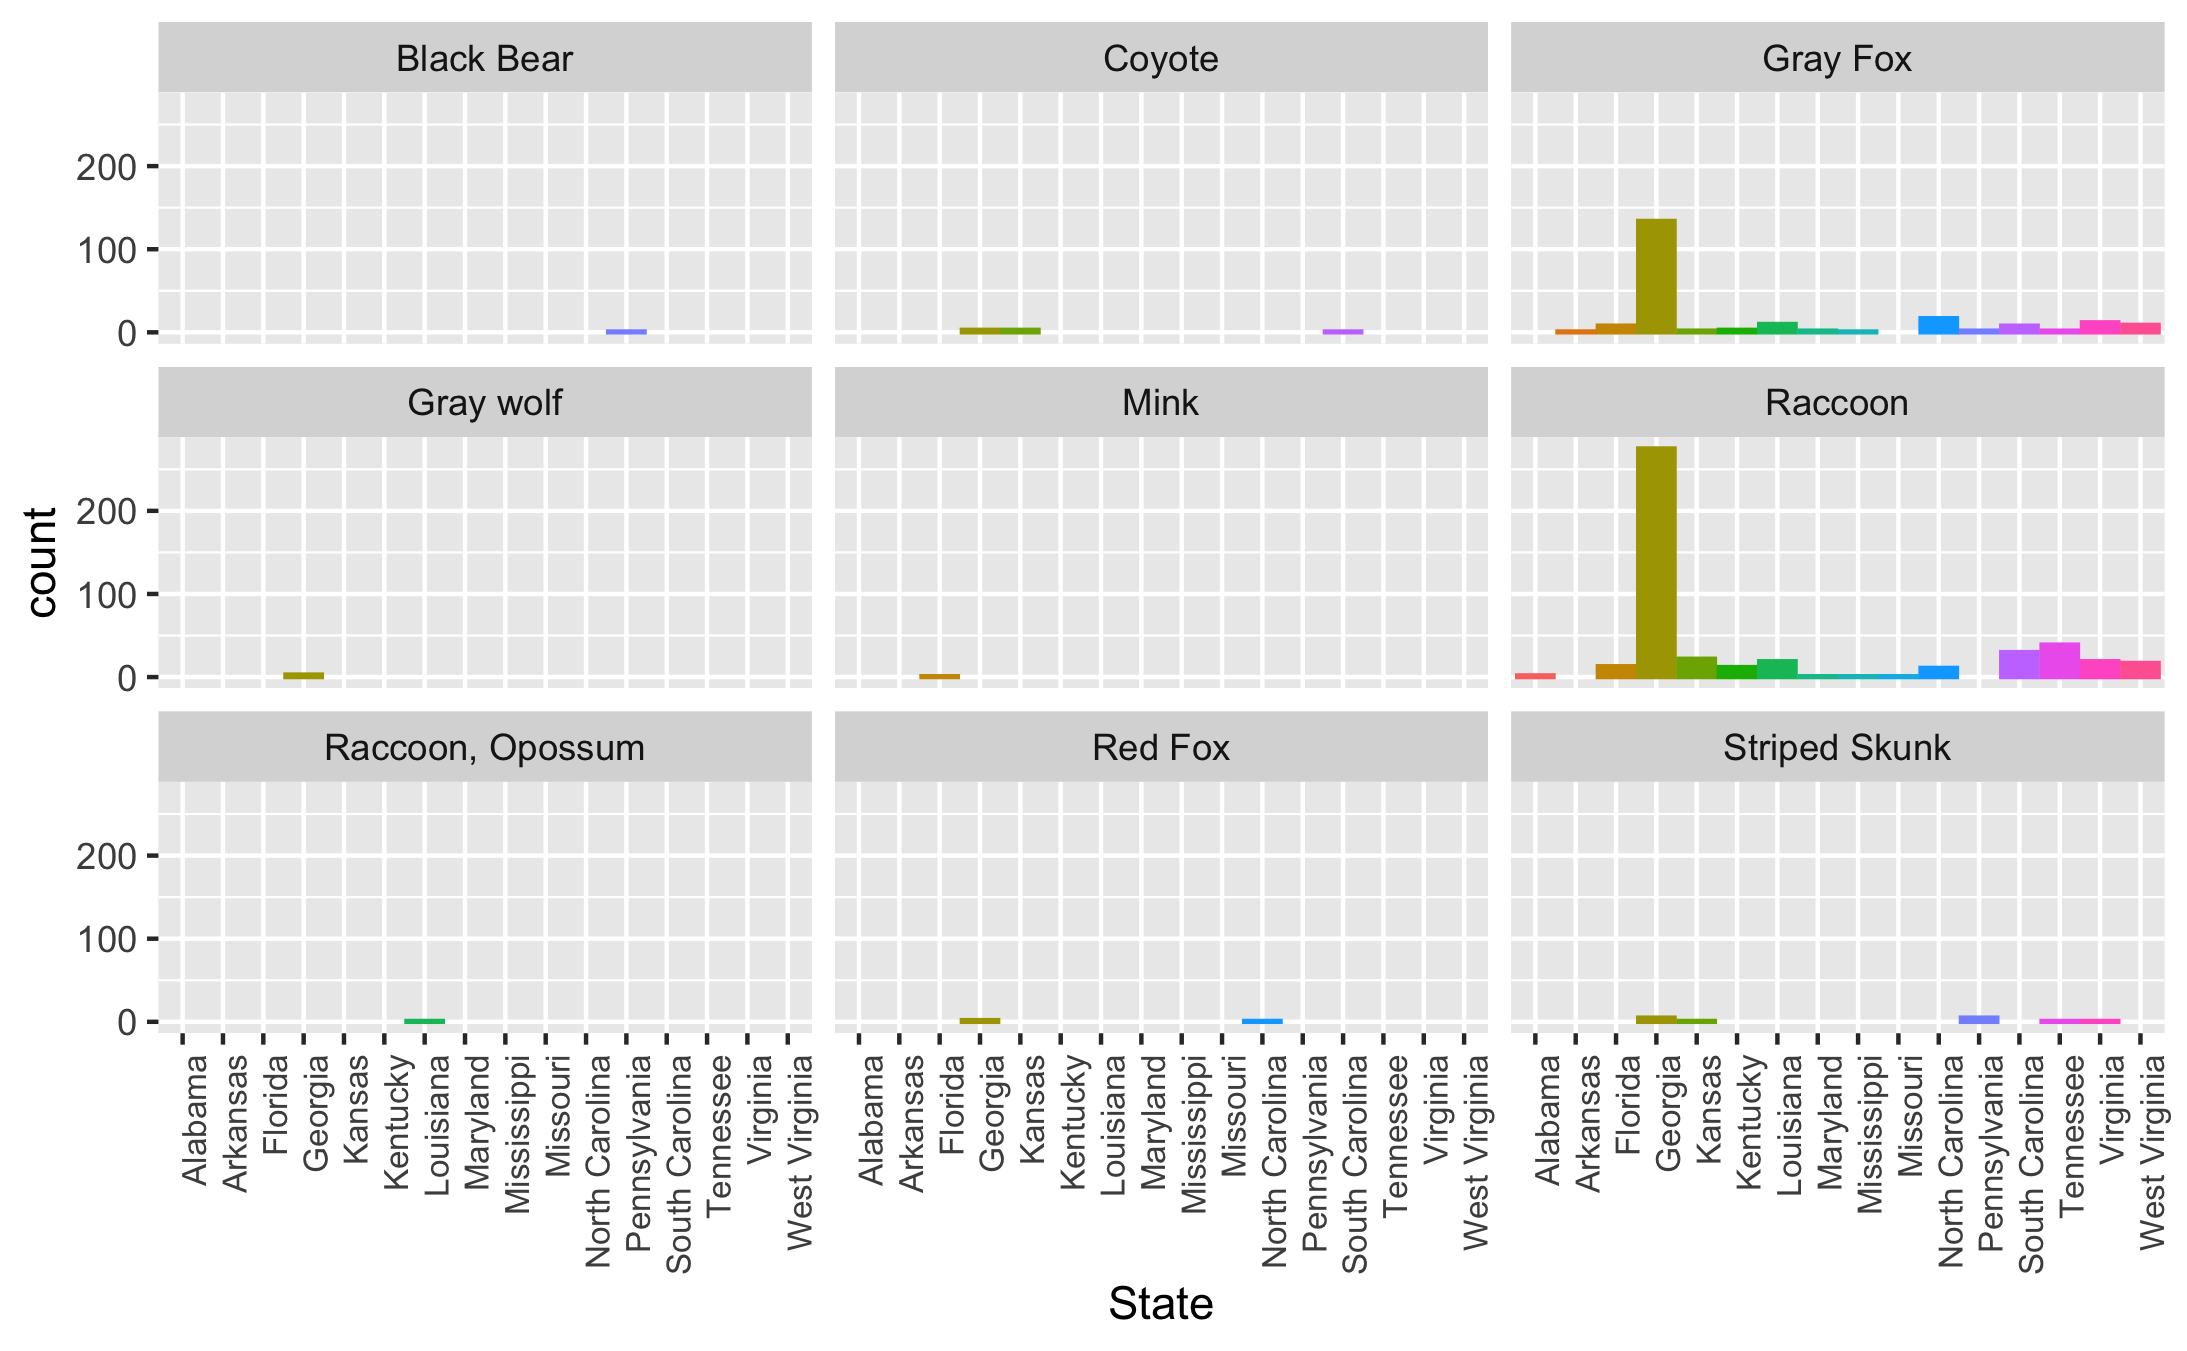 Black Bear
Coyote
Gray Fox
200
100
0
Gray wolf
Mink
Raccoon
count
200
100
0
Raccoon, Opossum
Red Fox
Striped Skunk
200
100
0
Alabama
Arkansas
Florida
Georgia
Kansas
Kentucky
Louisiana
Maryland
Mississippi
Missouri
North Carolina
Pennsylvania
South Carolina
Tennessee
Virginia
West Virginia
Alabama
Arkansas
Florida
Georgia
Kansas
Kentucky
Louisiana
Maryland
Mississippi
Missouri
North Carolina
Pennsylvania
South Carolina
Tennessee
Virginia
West Virginia
Alabama
Arkansas
Florida
Georgia
Kansas
Kentucky
Louisiana
Maryland
Mississippi
Missouri
North Carolina
Pennsylvania
South Carolina
Tennessee
Virginia
West Virginia
State